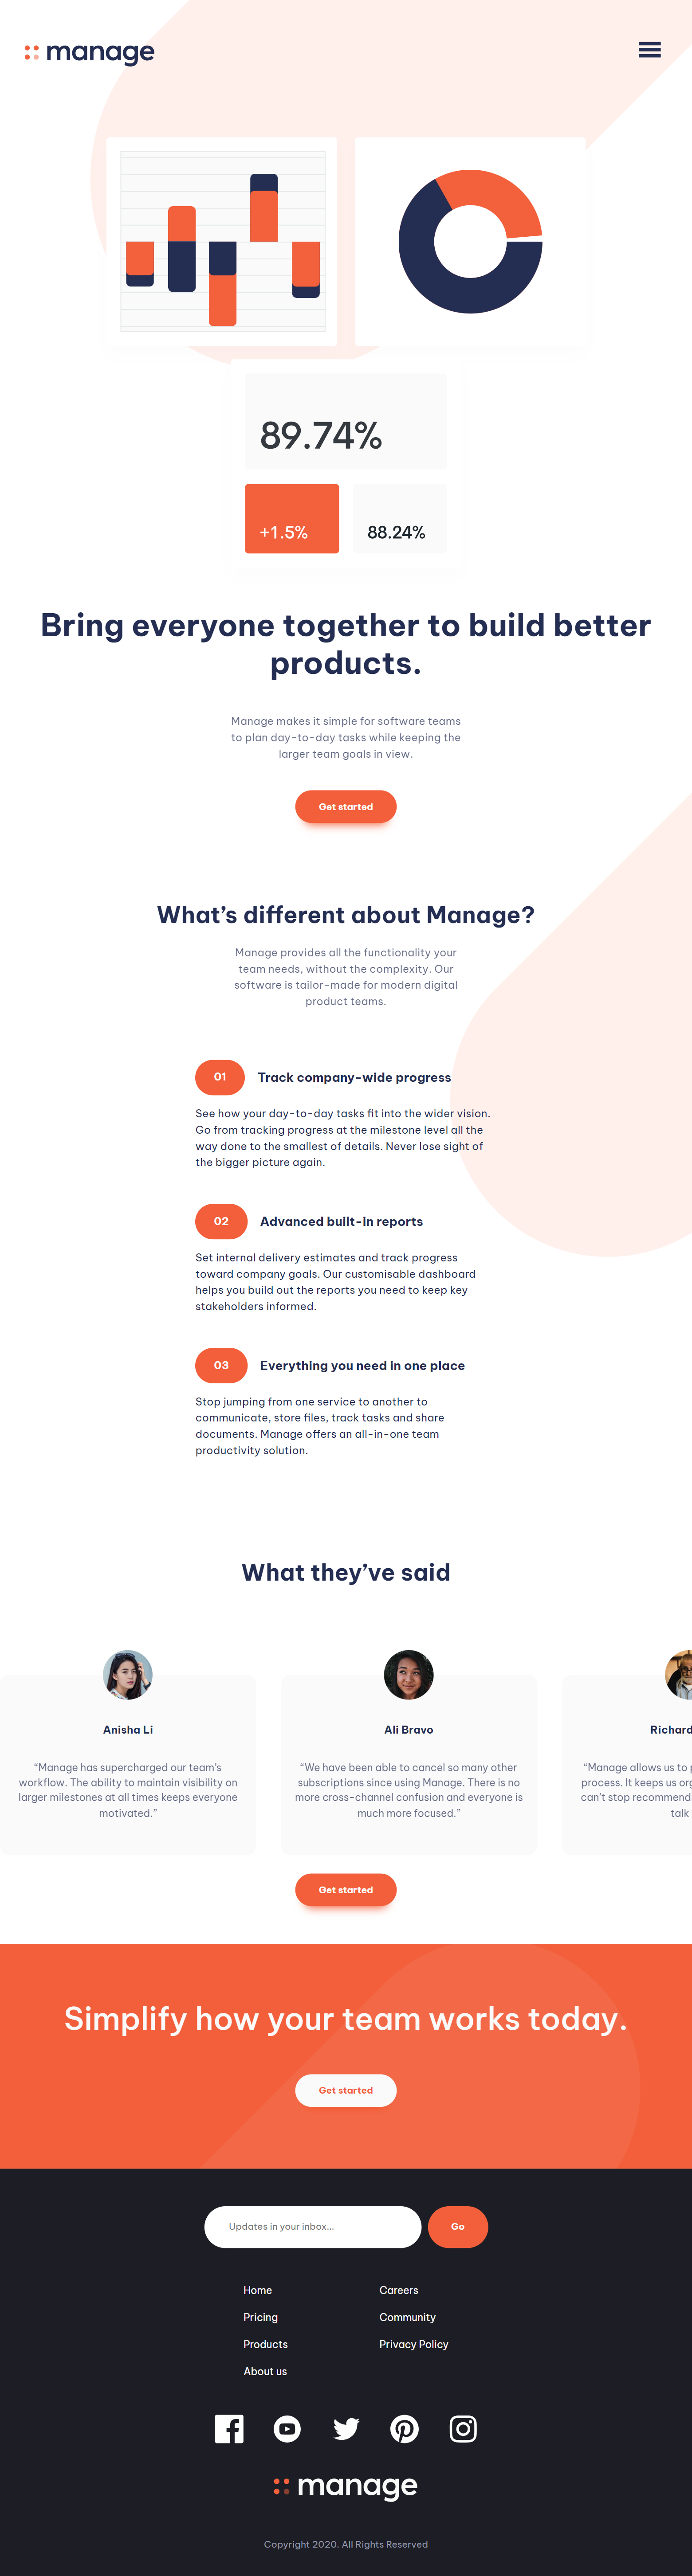 manage
89.74%
+1.5%
88.24%
Bring everyone together to build better
products.
Manage makes it simple for software teams
to plan day-to-day tasks while keeping the
larger team goals in view.
Get started
What’s different about Manage?
Manage provides all the functionality your
team needs, without the complexity. Our
software is tailor-made for modern digital
product teams.
01 Track company-wide progress
See how your day-to-day tasks fit into the wider vision.
Go from tracking progress at the milestone level all the
way done to the smallest of details. Never lose sight of
the bigger picture again.
02 Advanced built-in reports
Set internal delivery estimates and track progress
toward company goals. Our customisable dashboard
helps you build out the reports you need to keep key
stakeholders informed.
03 Everything you need in one place
Stop jumping from one service to another to
communicate, store files, track tasks and share
documents. Manage offers an all-in-one team
productivity solution.
What they’ve said
Anisha Li
“Manage has supercharged our team’s
workflow. The ability to maintain visibility on
larger milestones at all times keeps everyone
motivated.”
Ali Bravo
“We have been able to cancel so many other
subscriptions since using Manage. There is no
more cross-channel confusion and everyone is
much more focused.”
Richard
“Manage allows us to
process. It keeps us
can’t stop recommend
talk
Get started
Simplify how your team works today.
Get started
Updates in your inbox...
Go
Home
Pricing
Products
About us
Careers
Community
Privacy Policy
manage
Copyright 2020. All Rights Reserved